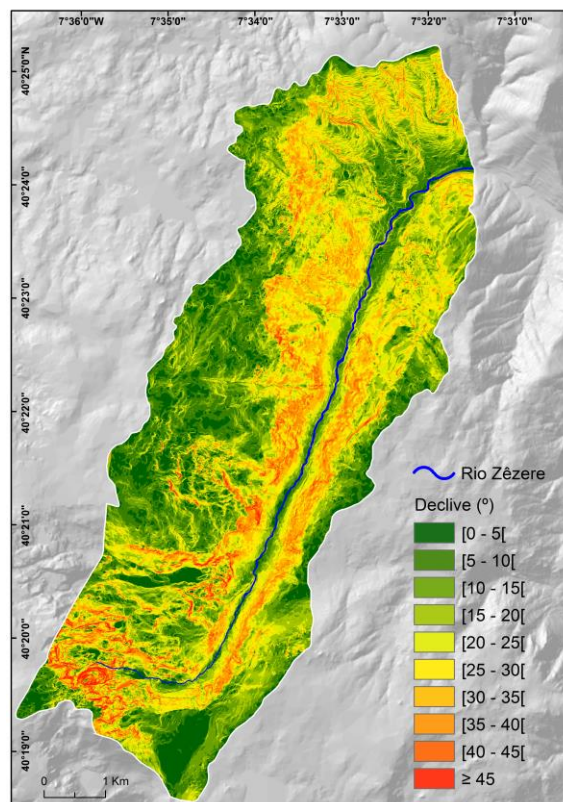 7°36'0"W 7°35'0"W 7°34'0"W 7°33'0"W 7°32'0"W 7°31'0"W
40°25'0"N
40°24'0"
40°23'0"
40°22'0"
40°21'0"
40°20'0"
40°19'0"
Rio Zêzere
Declive (º)
[0 - 5[
[5 - 10[
[10 - 15[
[15 - 20[
[20 - 25[
[25 - 30[
[30 - 35[
[35 - 40[
[40 - 45[
≥ 45
0 1 Km